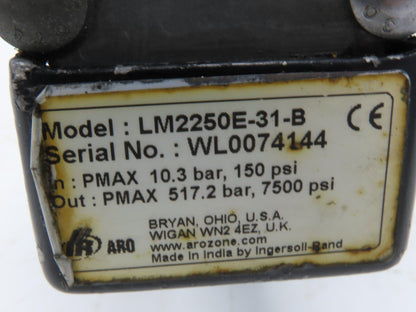 Model : LM2250E-31-B
Serial No. : WL0074144
In : PMAX 10.3 bar, 150 psi
Out : PMAX 517.2 bar, 7500 psi
CE
IR ARO
BRYAN, OHIO, U.S.A.
WIGAN WN2 4EZ, U.K.
www.arozone.com
Made In India by Ingersoll-Rand